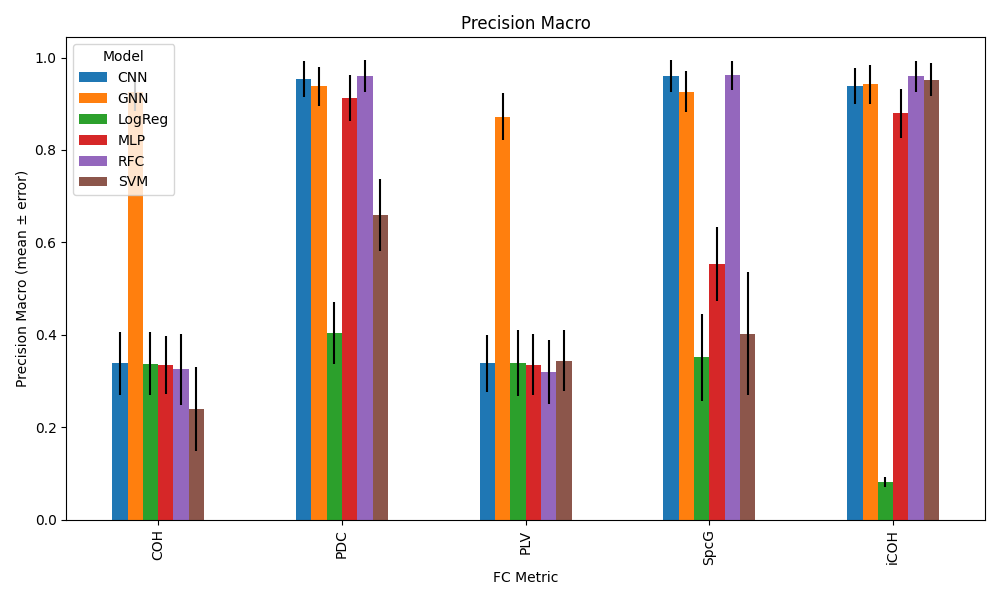 Precision Macro
Precision Macro (mean ± error)
1.0
0.8
0.6
0.4
0.2
0.0
Model
CNN
GNN
LogReg
MLP
RFC
SVM
COH
PDC
PLV
SpcG
iCOH
FC Metric